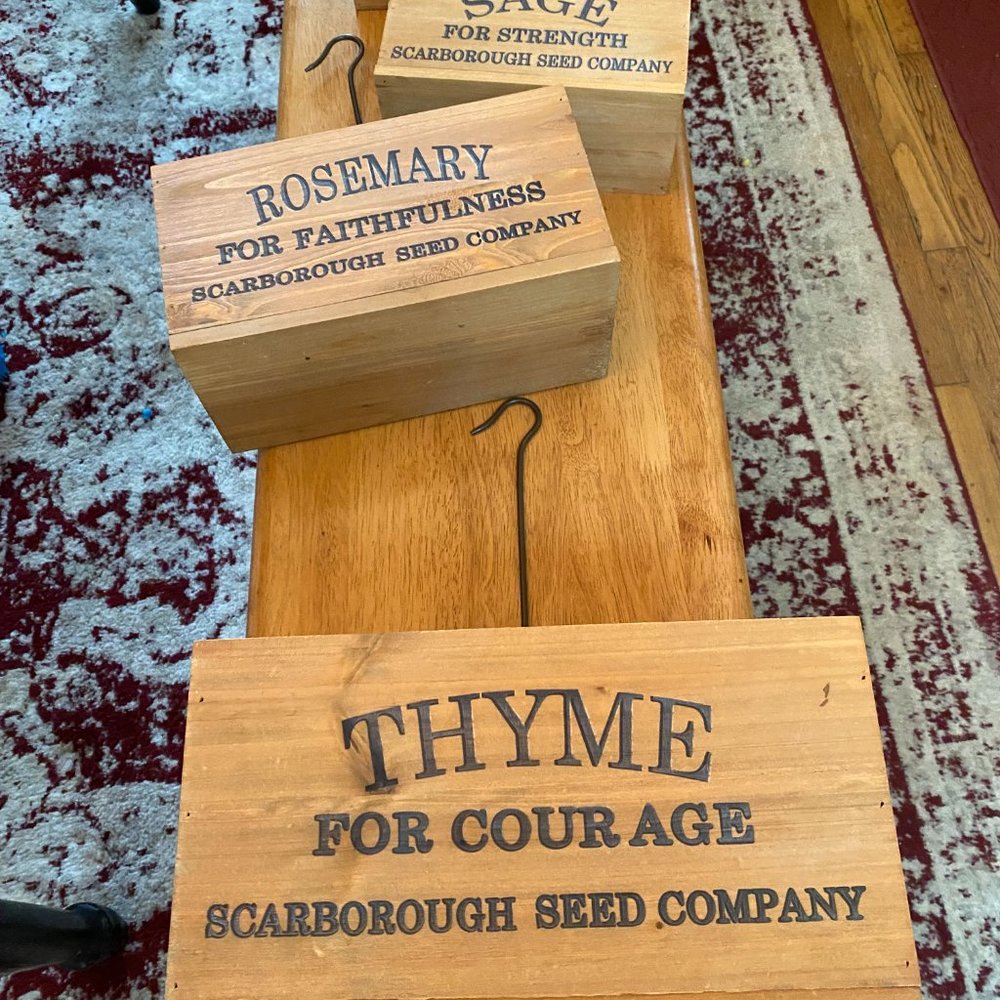 SAGE
FOR STRENGTH
SCARBOROUGH SEED COMPANY
ROSEMARY
FOR FAITHFULNESS
SCARBOROUGH SEED COMPANY
THYME
FOR COURAGE
SCARBOROUGH SEED COMPANY